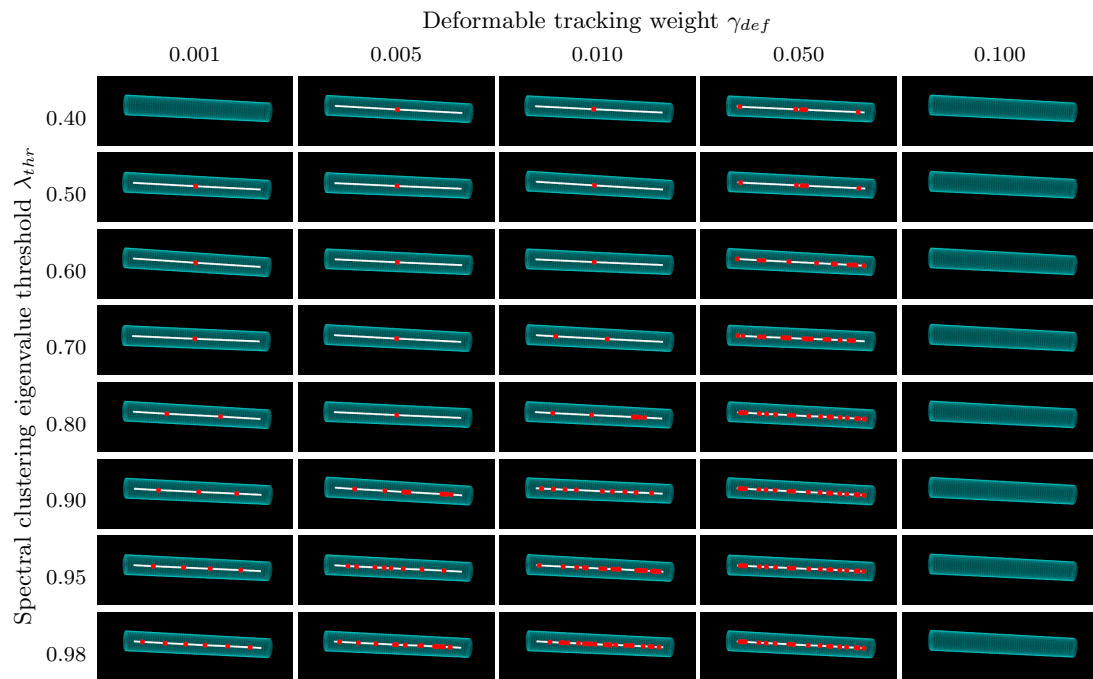 Deformable tracking weight γ_def
0.001 0.005 0.010 0.050 0.100
Spectral clustering eigenvalue threshold λ_thr
0.40
0.50
0.60
0.70
0.80
0.90
0.95
0.98